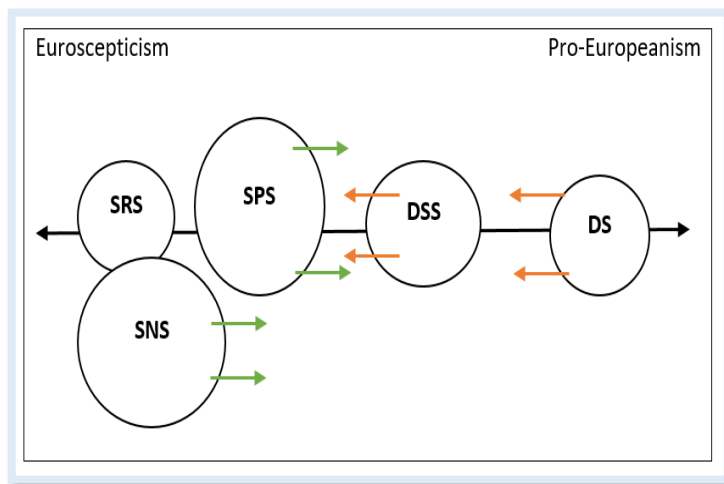 Euroscepticism
Pro-Europeanism
SRS
SPS
DSS
DS
SNS